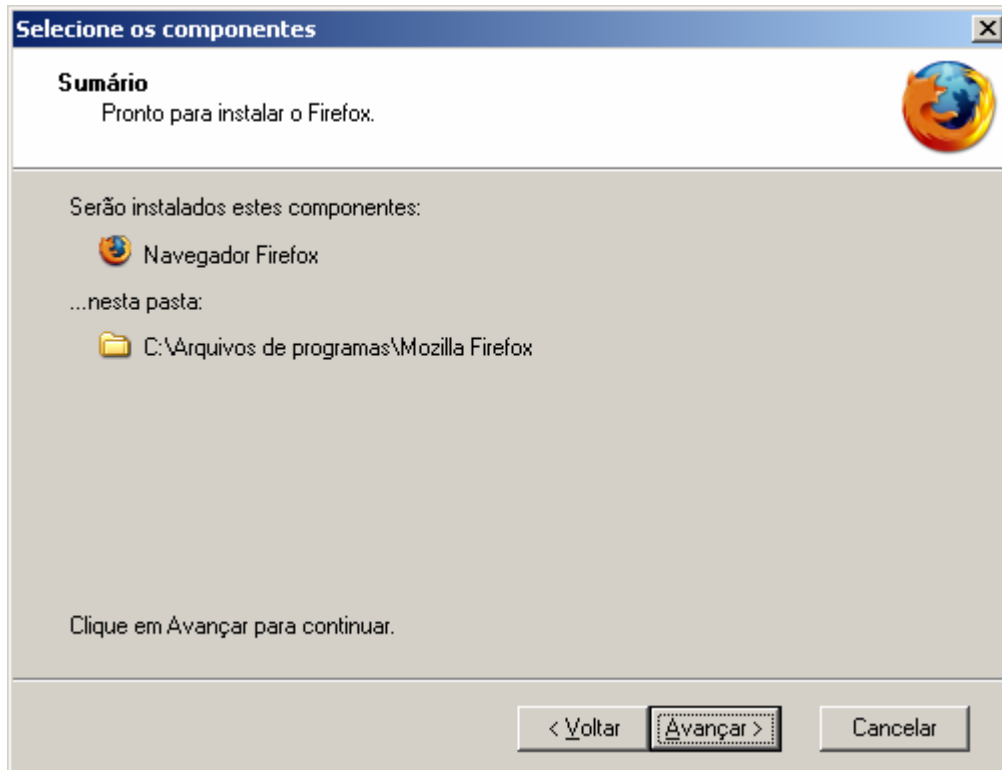 Selecione os componentes
Sumário
Pronto para instalar o Firefox.
Serão instalados estes componentes:
Navegador Firefox
...nesta pasta:
C:\Arquivos de programas\Mozilla Firefox
Clique em Avançar para continuar.
< Voltar Avançar > Cancelar